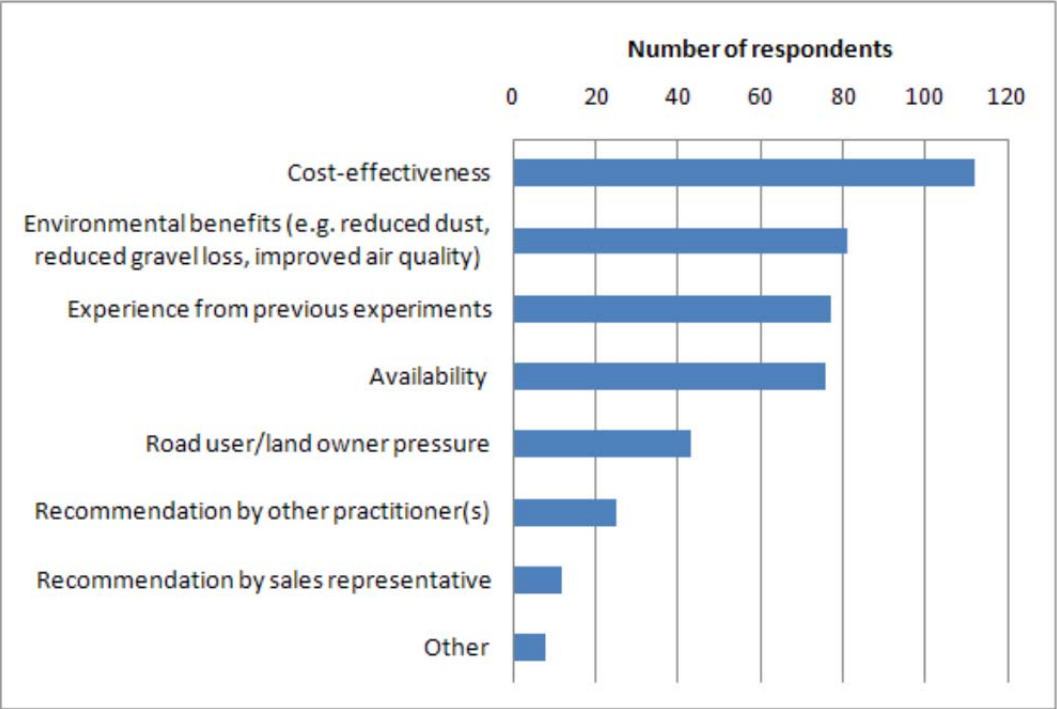 Number of respondents
0 20 40 60 80 100 120
Cost-effectiveness
Environmental benefits (e.g. reduced dust,
reduced gravel loss, improved air quality)
Experience from previous experiments
Availability
Road user/land owner pressure
Recommendation by other practitioner(s)
Recommendation by sales representative
Other